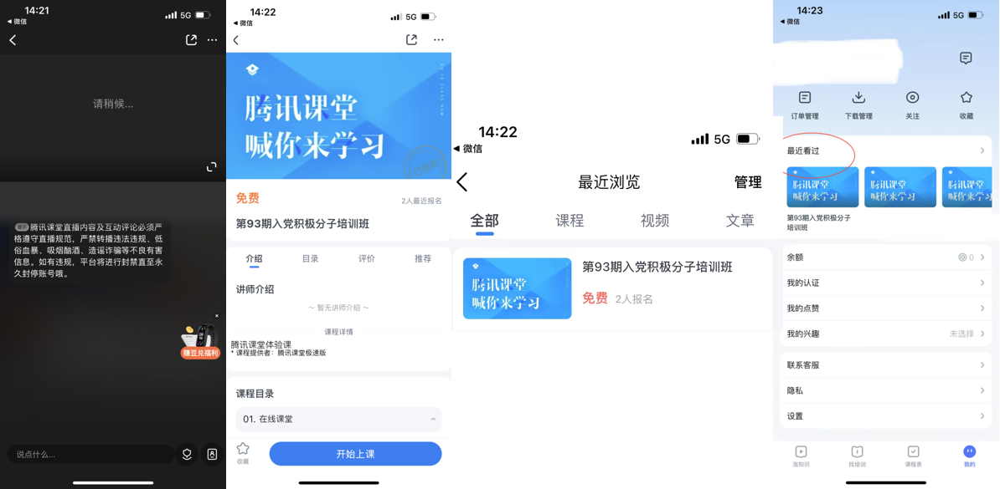 14:21
5G
微信
请稍候...
提示 腾讯课堂直播内容及互动评论必须严
格遵守直播规范，严禁转播违法违规、低
俗血暴、吸烟酗酒、造谣诈骗等不良有害
信息。如有违规，平台将进行封禁直至永
久封停账号哦。
赚豆兑福利
说点什么...
14:22
5G
微信
腾讯课堂
喊你来学习
免费
2人最近报名
第93期入党积极分子培训班
介绍
目录
评价
推荐
讲师介绍
～ 暂无讲师介绍 ～
课程详情
腾讯课堂体验课
* 课程提供者：腾讯课堂极速版
课程目录
01. 在线课堂
收藏
开始上课
14:22
5G
微信
最近浏览
管理
全部
课程
视频
文章
腾讯课堂
喊你来学习
第93期入党积极分子培训班
免费 2人报名
14:23
5G
微信
订单管理
下载管理
关注
收藏
最近看过
腾讯课堂
喊你来学习
腾讯课堂
喊你来学习
腾讯课堂
喊你来学习
第93期入党积极分子
培训班
余额
0
我的认证
我的点赞
我的兴趣
未选择
联系客服
隐私
设置
涨知识
找培训
课程表
我的